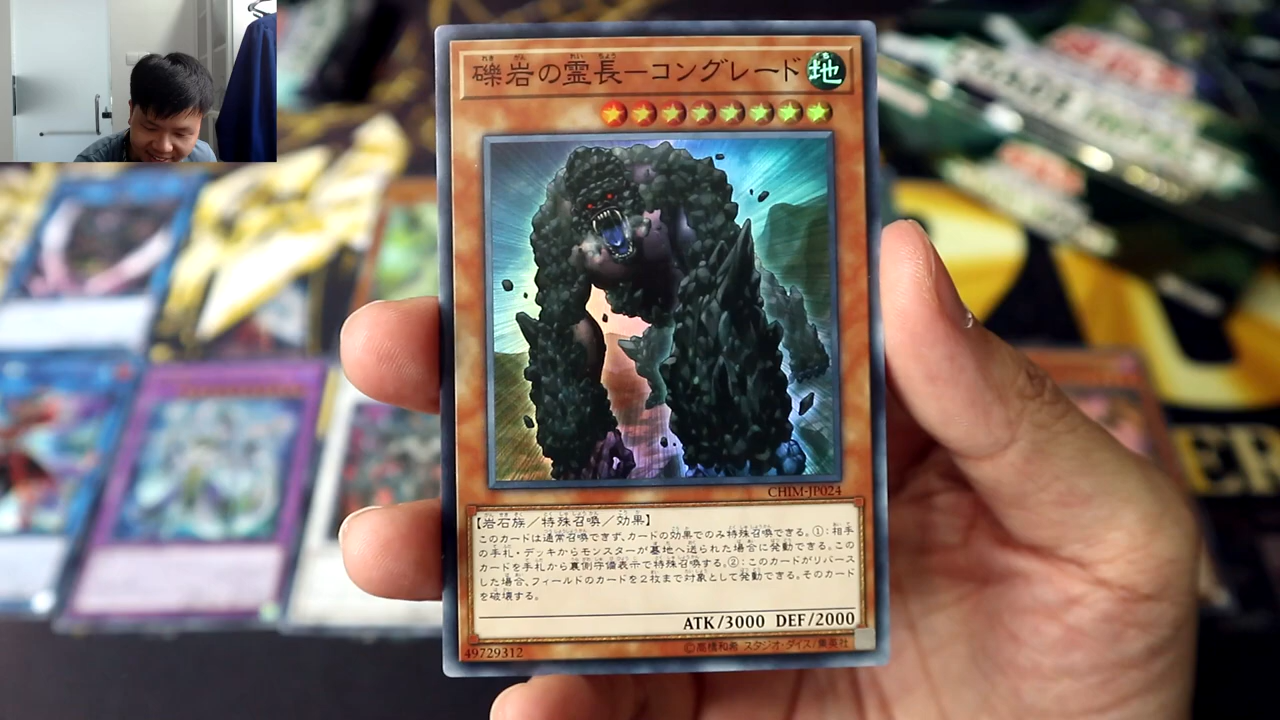 礫岩の霊長－コングレード
地
CHIM-JP024
【岩石族／特殊召喚／効果】
このカードは通常召喚できず、カードの効果でのみ特殊召喚できる。①：相手
の手札・デッキからモンスターが墓地へ送られた場合に発動できる。この
カードを手札から裏側守備表示で特殊召喚する。②：このカードがリバース
した場合、フィールドのカードを２枚まで対象として発動できる。そのカード
を破壊する。
ATK/3000 DEF/2000
49729312
©高橋和希 スタジオ・ダイス/集英社